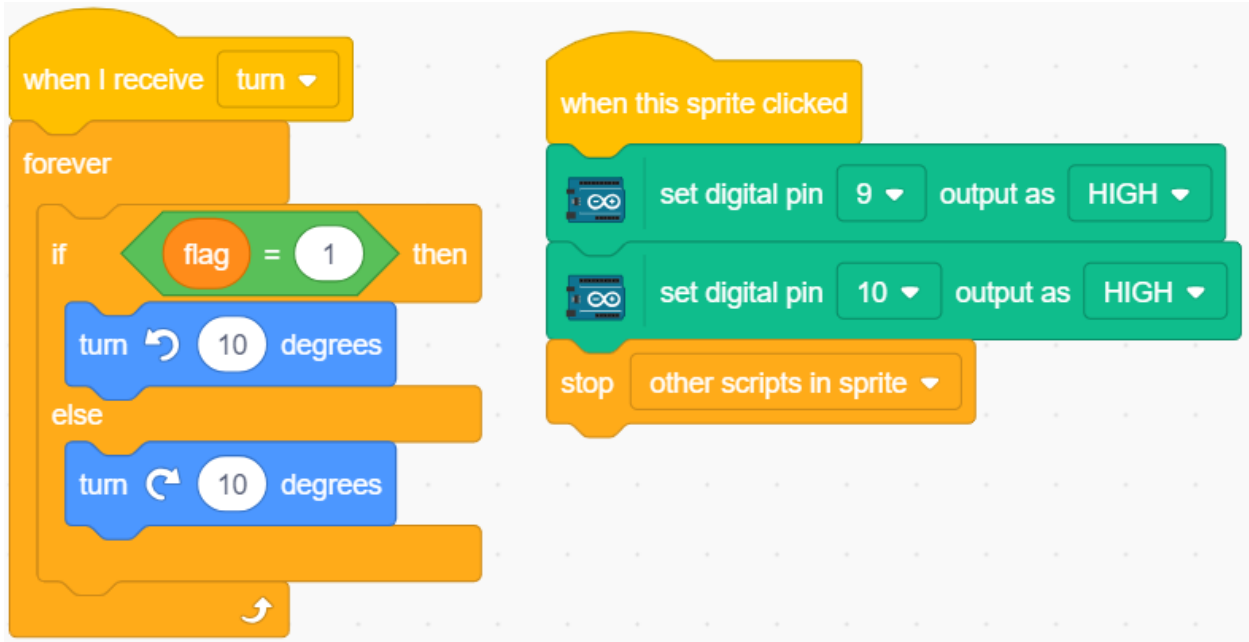 when I receive turn
forever
if flag = 1 then
turn 10 degrees
else
turn 10 degrees
when this sprite clicked
set digital pin 9 output as HIGH
set digital pin 10 output as HIGH
stop other scripts in sprite